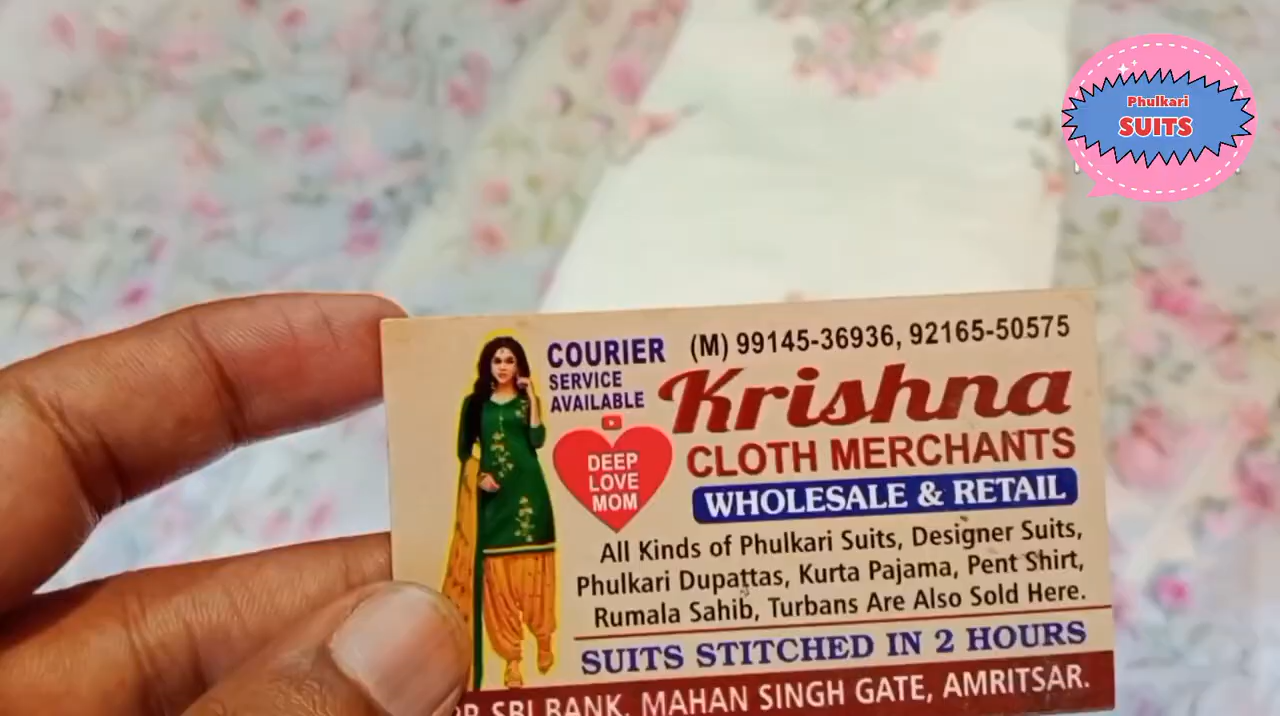 Phulkari
SUITS
COURIER
SERVICE
AVAILABLE
(M) 99145-36936, 92165-50575
Krishna
CLOTH MERCHANTS
DEEP
LOVE
MOM
WHOLESALE & RETAIL
All Kinds of Phulkari Suits, Designer Suits,
Phulkari Dupattas, Kurta Pajama, Pent Shirt,
Rumala Sahib, Turbans Are Also Sold Here.
SUITS STITCHED IN 2 HOURS
SBI BANK, MAHAN SINGH GATE, AMRITSAR.